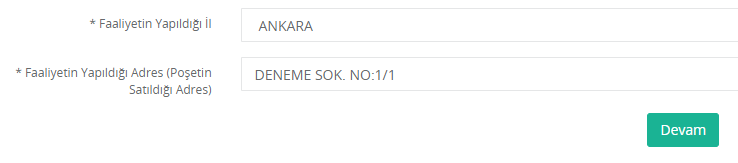 * Faaliyetin Yapıldığı İl
ANKARA
* Faaliyetin Yapıldığı Adres (Poşetin
Satıldığı Adres)
DENEME SOK. NO:1/1
Devam